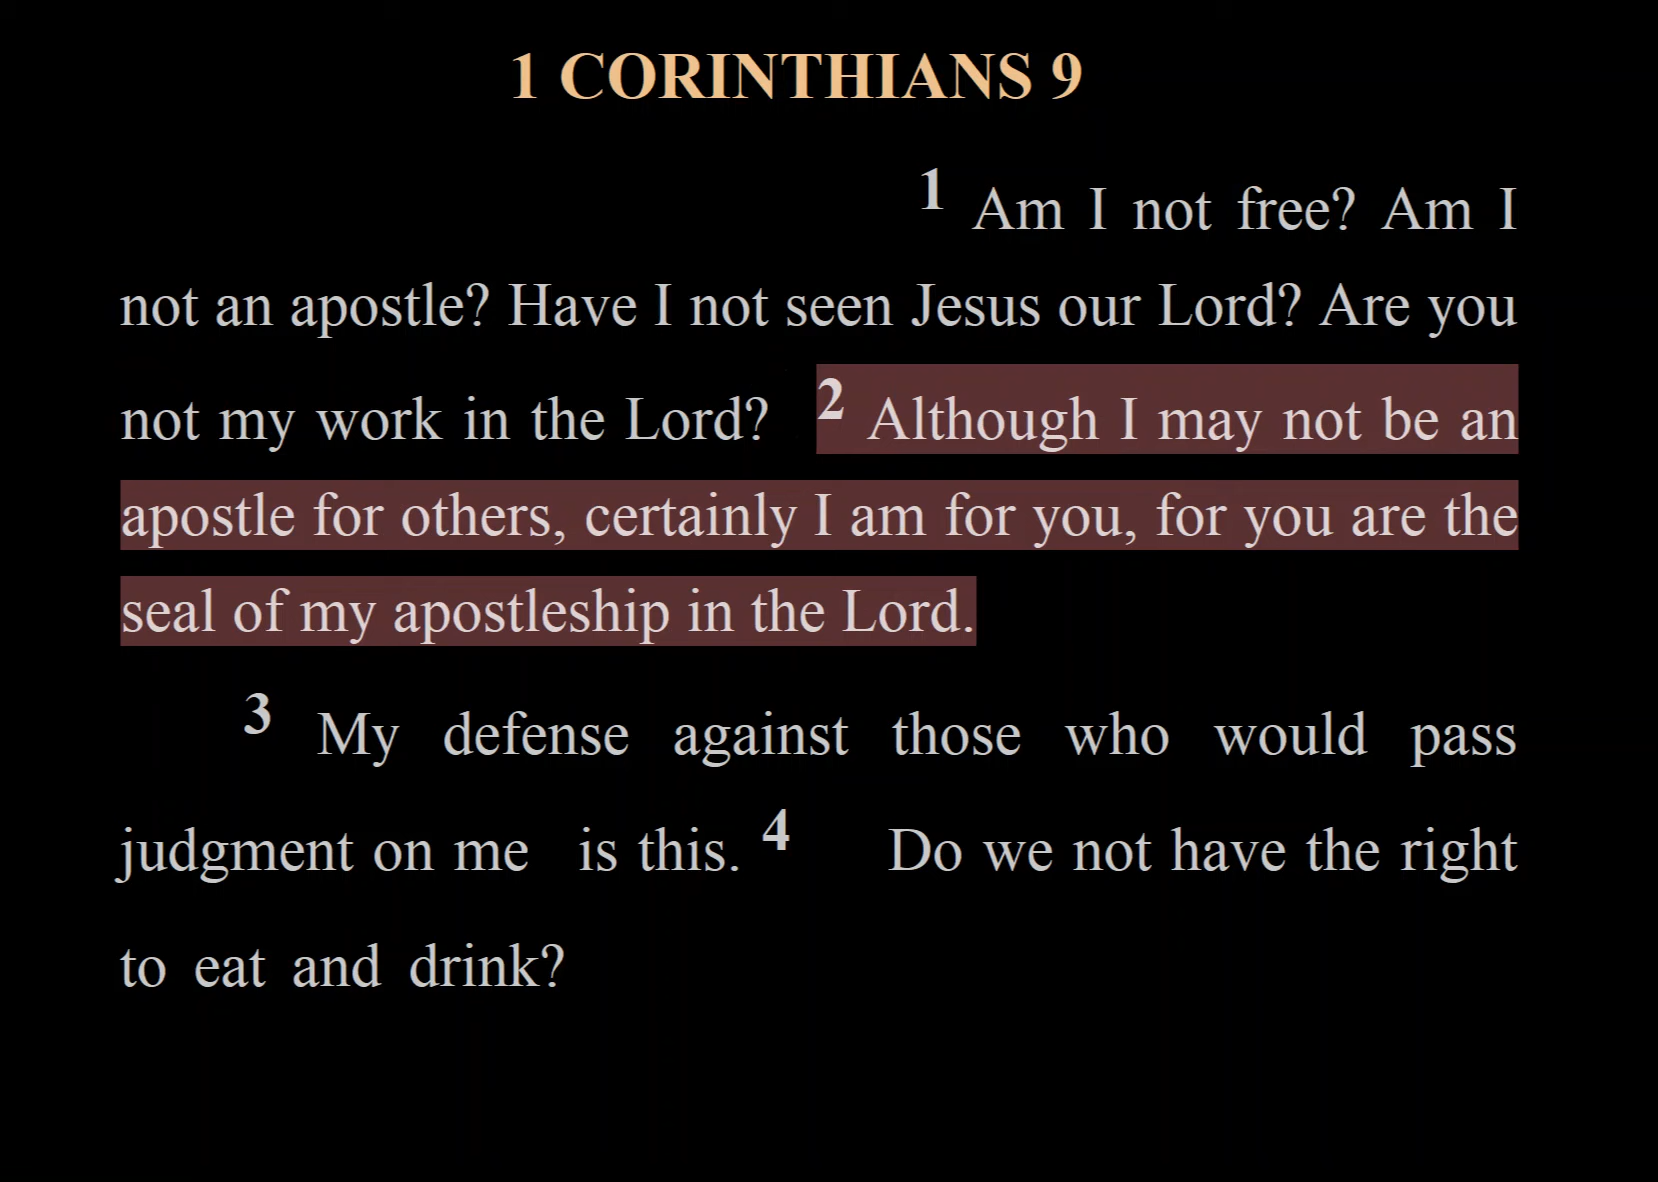 1 CORINTHIANS 9
1 Am I not free? Am I
not an apostle? Have I not seen Jesus our Lord? Are you
not my work in the Lord? 2 Although I may not be an
apostle for others, certainly I am for you, for you are the
seal of my apostleship in the Lord.
3 My defense against those who would pass
judgment on me is this. 4 Do we not have the right
to eat and drink?